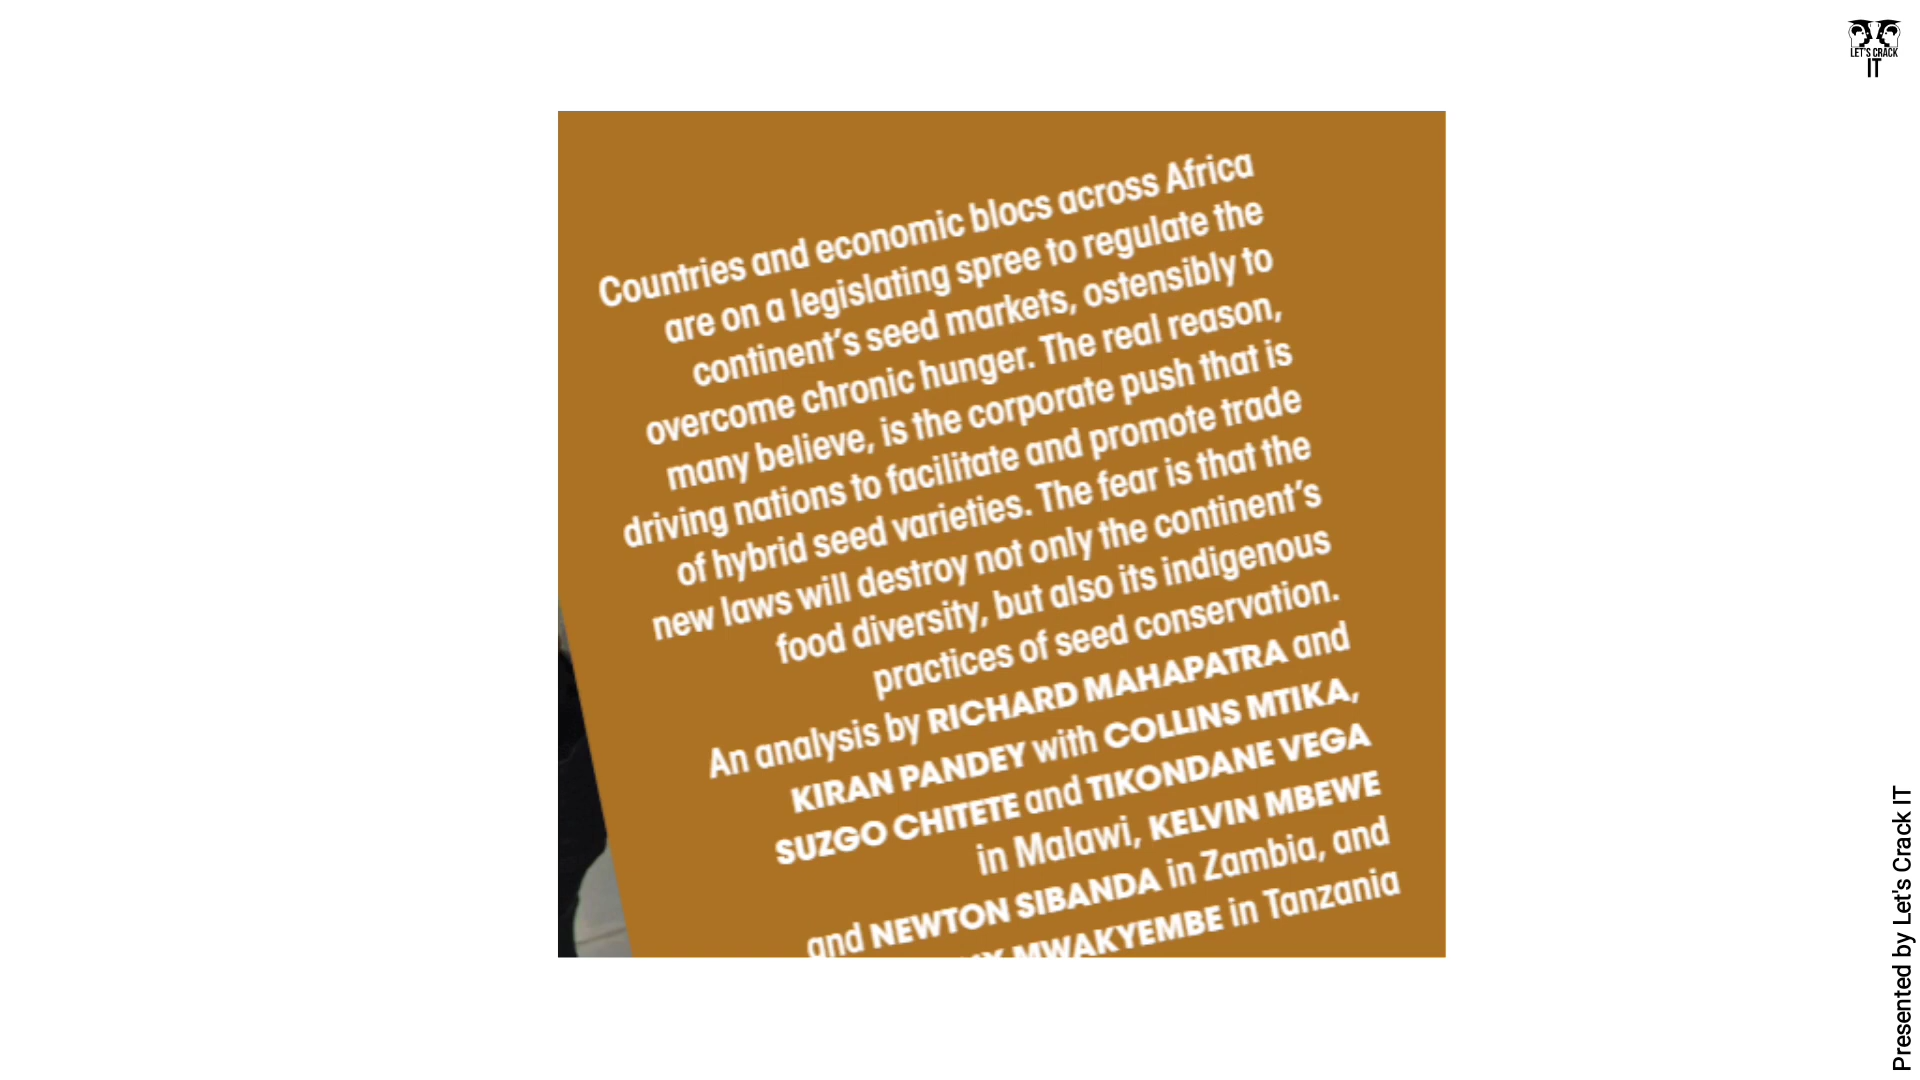 LET'S CRACK
IT
Countries and economic blocs across Africa
are on a legislating spree to regulate the
continent's seed markets, ostensibly to
overcome chronic hunger. The real reason,
many believe, is the corporate push that is
driving nations to facilitate and promote trade
of hybrid seed varieties. The fear is that the
new laws will destroy not only the continent's
food diversity, but also its indigenous
practices of seed conservation.
An analysis by RICHARD MAHAPATRA and
KIRAN PANDEY with COLLINS MTIKA,
SUZGO CHITETE and TIKONDANE VEGA
in Malawi, KELVIN MBEWE
and NEWTON SIBANDA in Zambia, and
MWAKYEMBE in Tanzania
Presented by Let's Crack IT